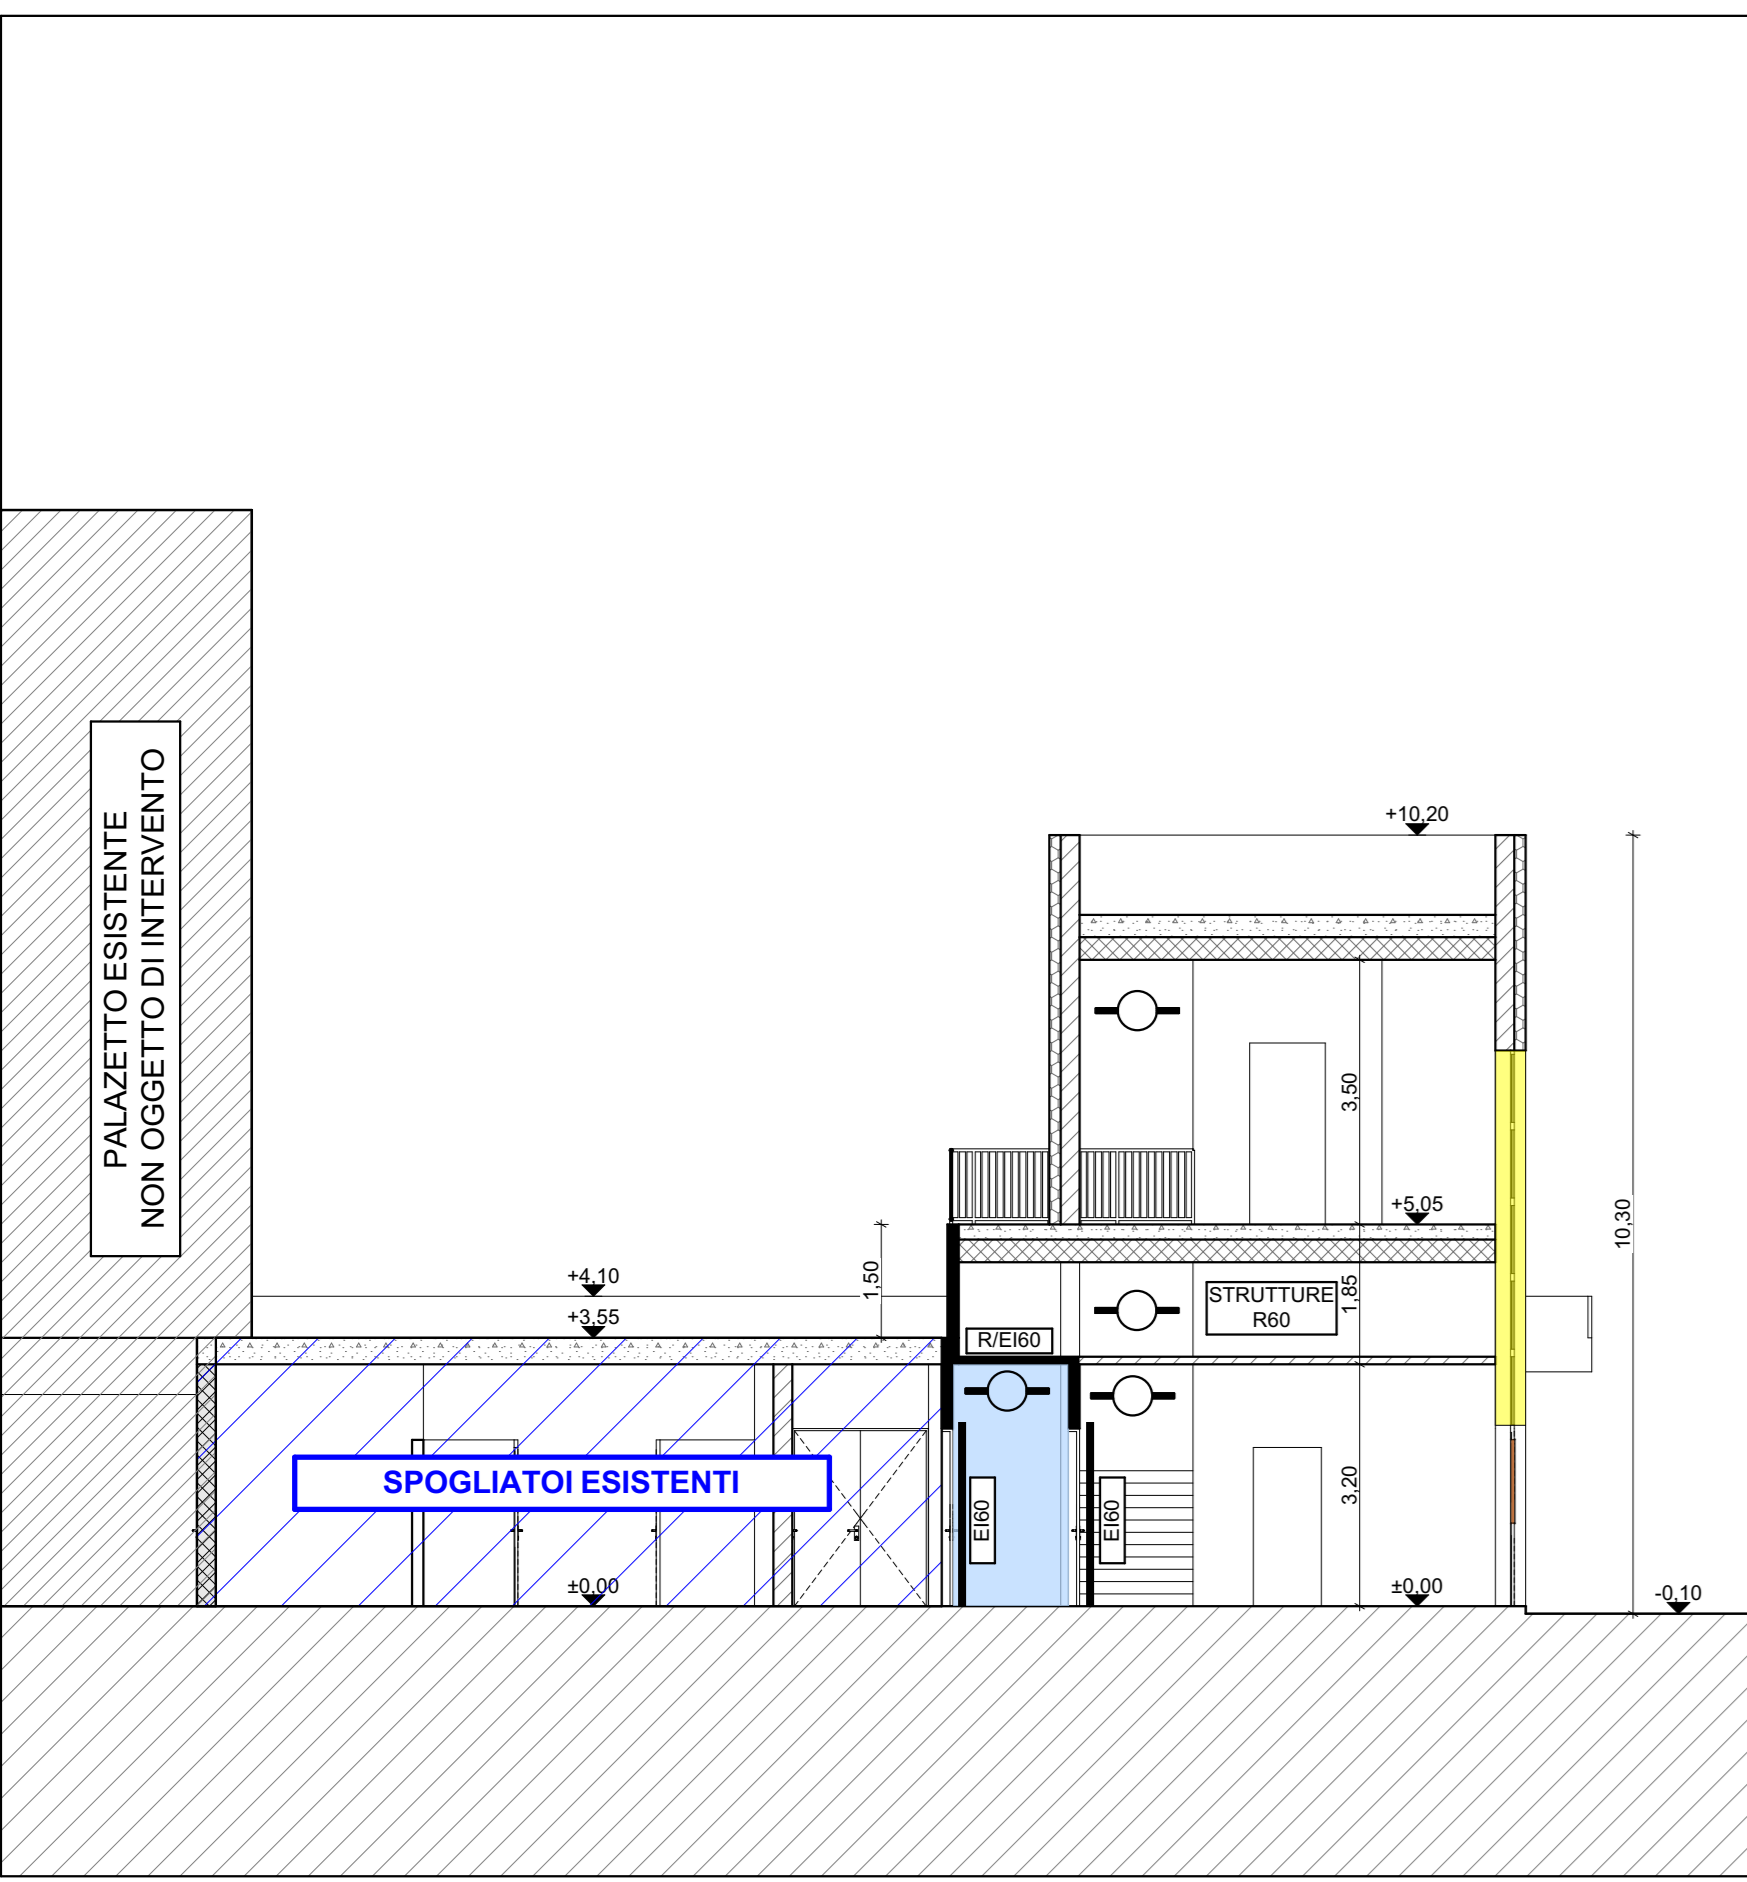 PALAZETTO ESISTENTE
NON OGGETTO DI INTERVENTO
+10,20
3,50
+5,05
10,30
+4,10
+3,55
1,50
1,85
STRUTTURE
R60
R/EI60
SPOGLIATOI ESISTENTI
EI60
EI60
3,20
±0,00
±0,00
-0,10